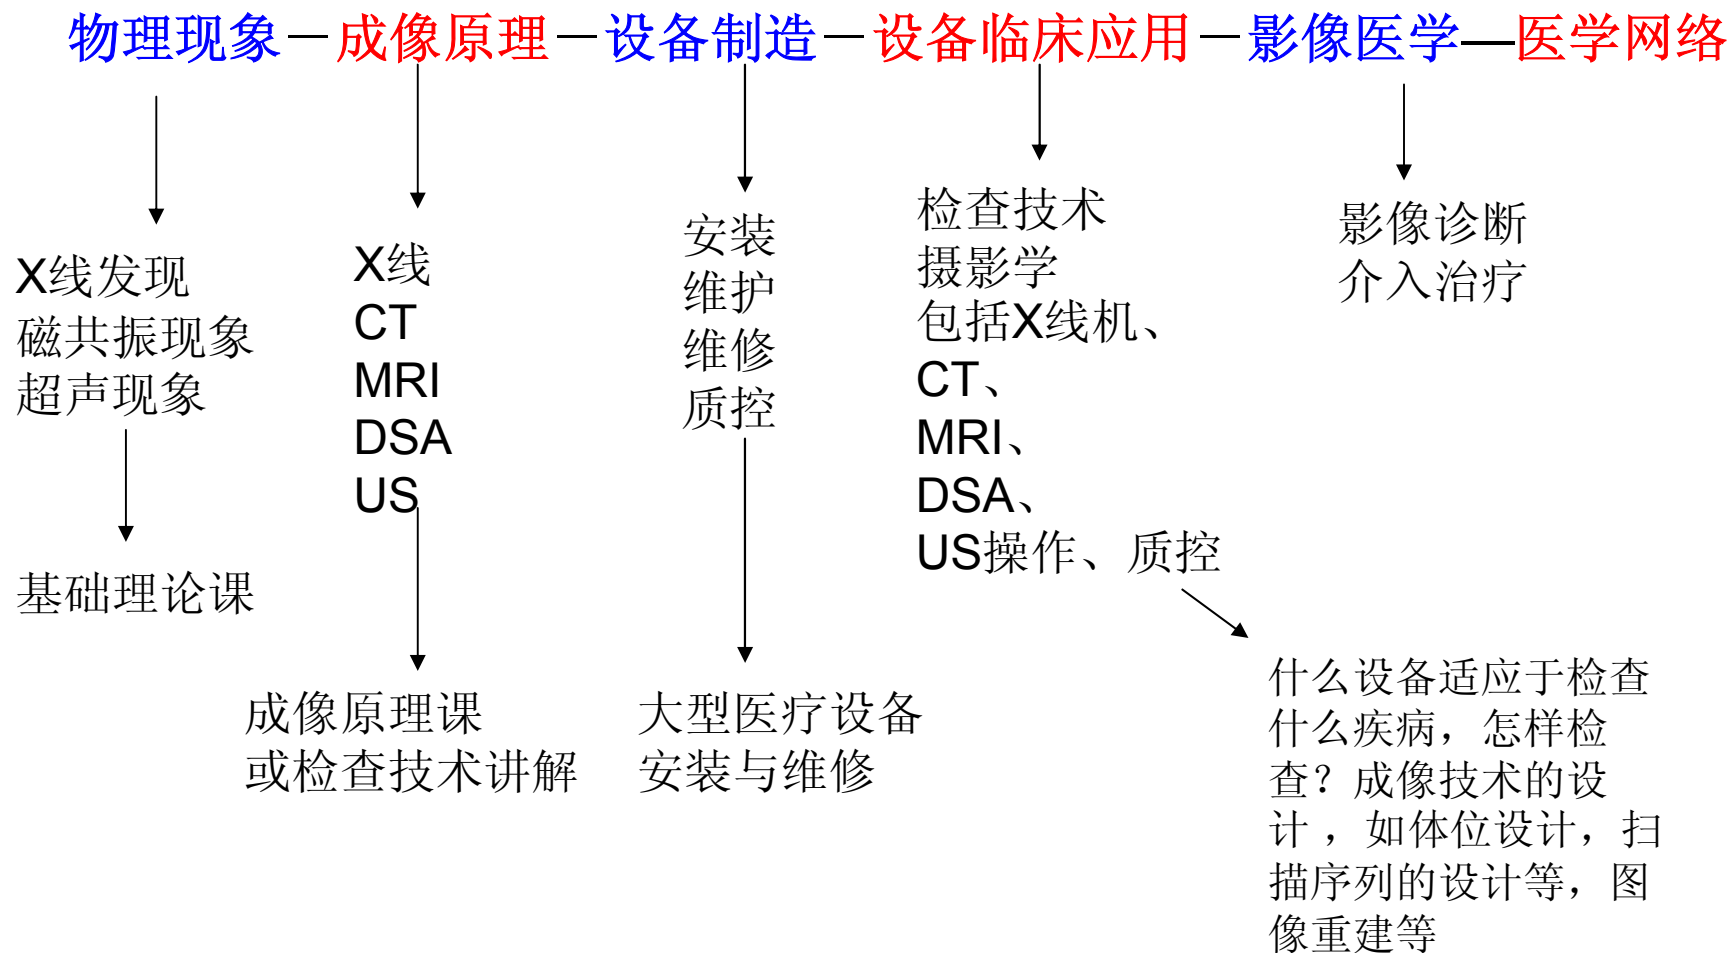 物理现象 — 成像原理 — 设备制造 — 设备临床应用 — 影像医学 — 医学网络
X线发现
磁共振现象
超声现象
基础理论课
X线
CT
MRI
DSA
US
成像原理课
或检查技术讲解
安装
维护
维修
质控
大型医疗设备
安装与维修
检查技术
摄影学
包括X线机、
CT、
MRI、
DSA、
US操作、质控
什么设备适应于检查
什么疾病，怎样检
查？成像技术的设
计 ，如体位设计，扫
描序列的设计等，图
像重建等
影像诊断
介入治疗